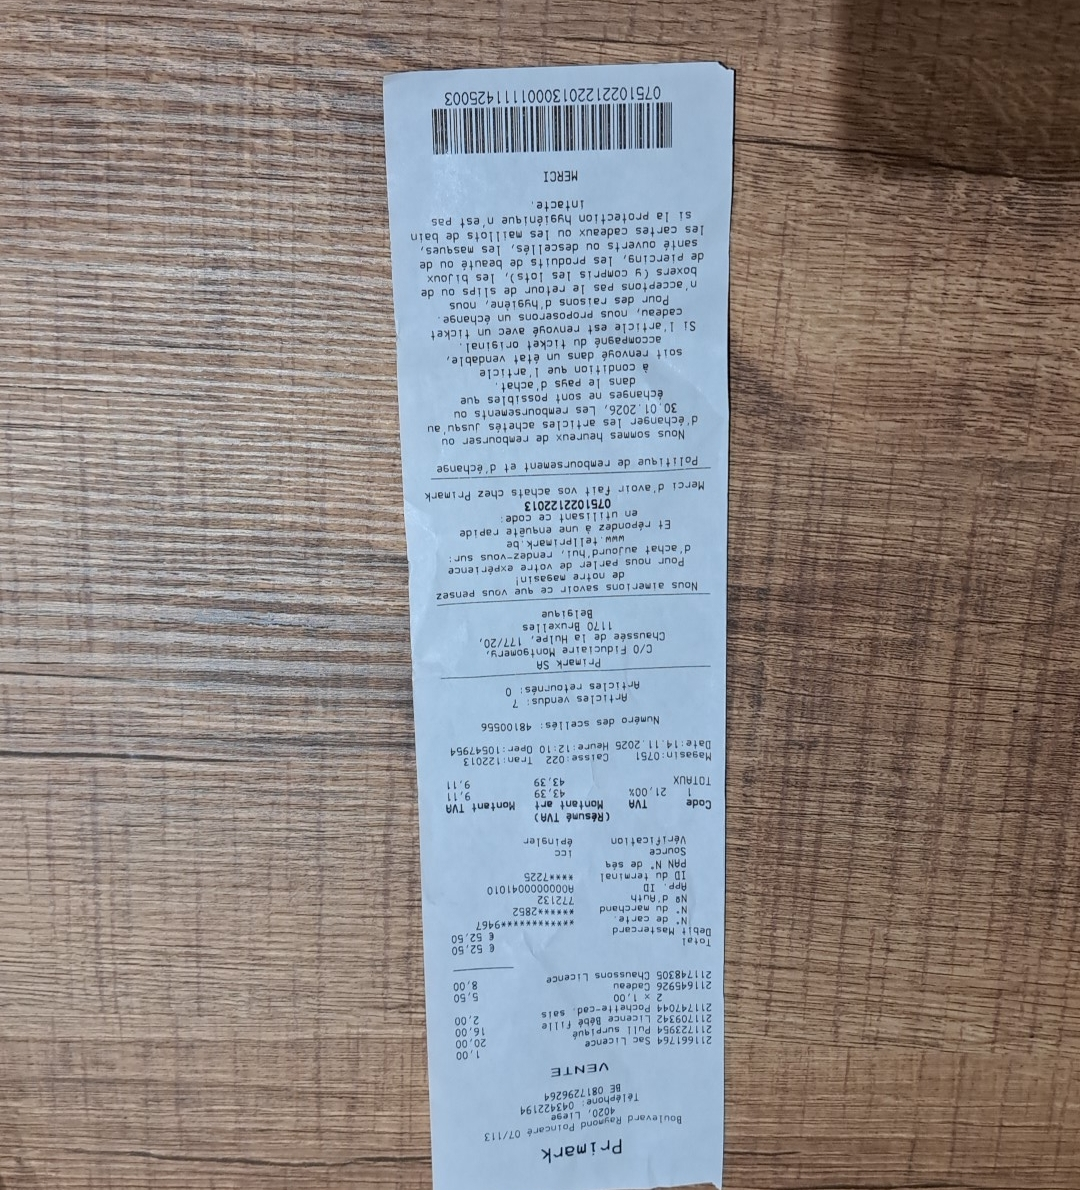 Primark
Boulevard Raymond Poincaré 07/113
4020, Liege
Téléphone: 043422194
BE 0817296264
VENTE
211661764 Sac Licence 1,00
211723954 Pull surpiqué 20,00
211709342 Licence Bébé fille 16,00
211747044 Pochette-cad. sais 2,00
2 x 1,00
211645926 Cadeau 5,50
211748305 Chaussons Licence 8,00
Total € 52,50
Debit Mastercard € 52,50
N° de carte. ************9467
N° du marchand ******2852
Nº d'Auth 772132
App. ID A0000000041010
ID du terminal ****7225
PAN N° de séq
Source icc
Vérification épingler
(Résumé TVA)
Code TVA Montant art Montant TVA
1 21,00% 43,39 9,11
TOTAUX 43,39 9,11
Magasin:0751 Caisse:022 Tran:122013
Date:14.11.2025 Heure:12:10 Oper:10547954
Numéro des scellés: 48100556
Articles vendus: 7
Articles retournés: 0
Primark SA
C/O Fiduciaire Montgomery,
Chaussée de la Hulpe, 177/20,
1170 Bruxelles
Belgique
Nous aimerions savoir ce que vous pensez
de notre magasin!
Pour nous parler de votre expérience
d'achat aujourd'hui, rendez-vous sur:
www.tellprimark.be
Et répondez à une enquête rapide
en utilisant ce code:
0751022122013
Merci d'avoir fait vos achats chez Primark
Politique de remboursement et d'échange
Nous sommes heureux de rembourser ou
d'échanger les articles achetés jusqu'au
30.01.2026, Les remboursements ou
échanges ne sont possibles que
dans le pays d'achat.
à condition que l'article
soit renvoyé dans un état vendable,
accompagné du ticket original.
Si l'article est renvoyé avec un ticket
cadeau, nous proposerons un échange.
Pour des raisons d'hygiène, nous
n'acceptons pas le retour de slips ou de
boxers (y compris les lots), les bijoux
de piercing, les produits de beauté ou de
santé ouverts ou descellés, les masques,
les cartes cadeaux ou les maillots de bain
si la protection hygiénique n'est pas
intacte.
MERCI
075102212201300001111425003